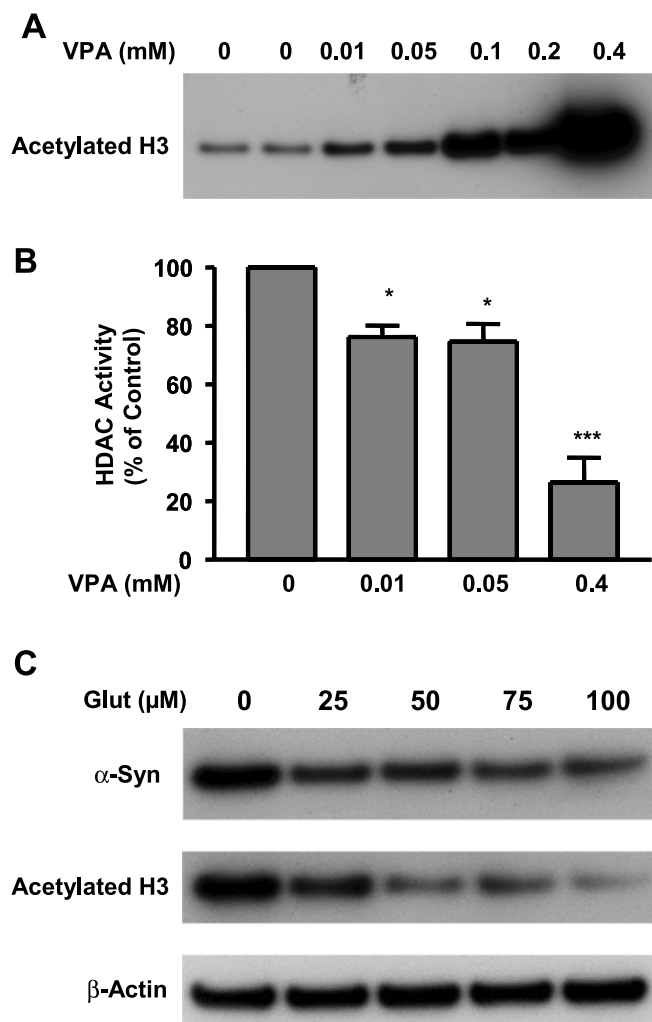 A
VPA (mM) 0 0 0.01 0.05 0.1 0.2 0.4
Acetylated H3
B
100
80
60
40
20
0
HDAC Activity
(% of Control)
* * ***
VPA (mM) 0 0.01 0.05 0.4
C
Glut (µM) 0 25 50 75 100
α-Syn
Acetylated H3
β-Actin